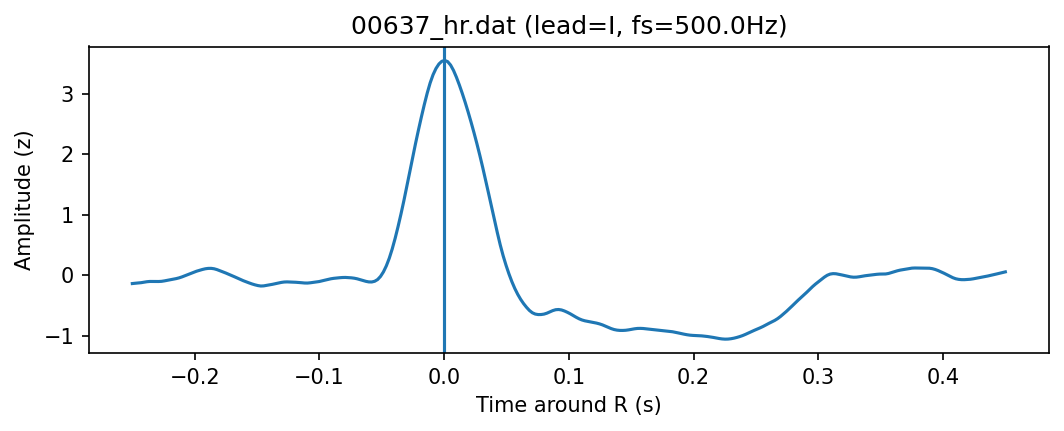 00637_hr.dat (lead=I, fs=500.0Hz)
Amplitude (z)
3
2
1
0
−1
−0.2 −0.1 0.0 0.1 0.2 0.3 0.4
Time around R (s)